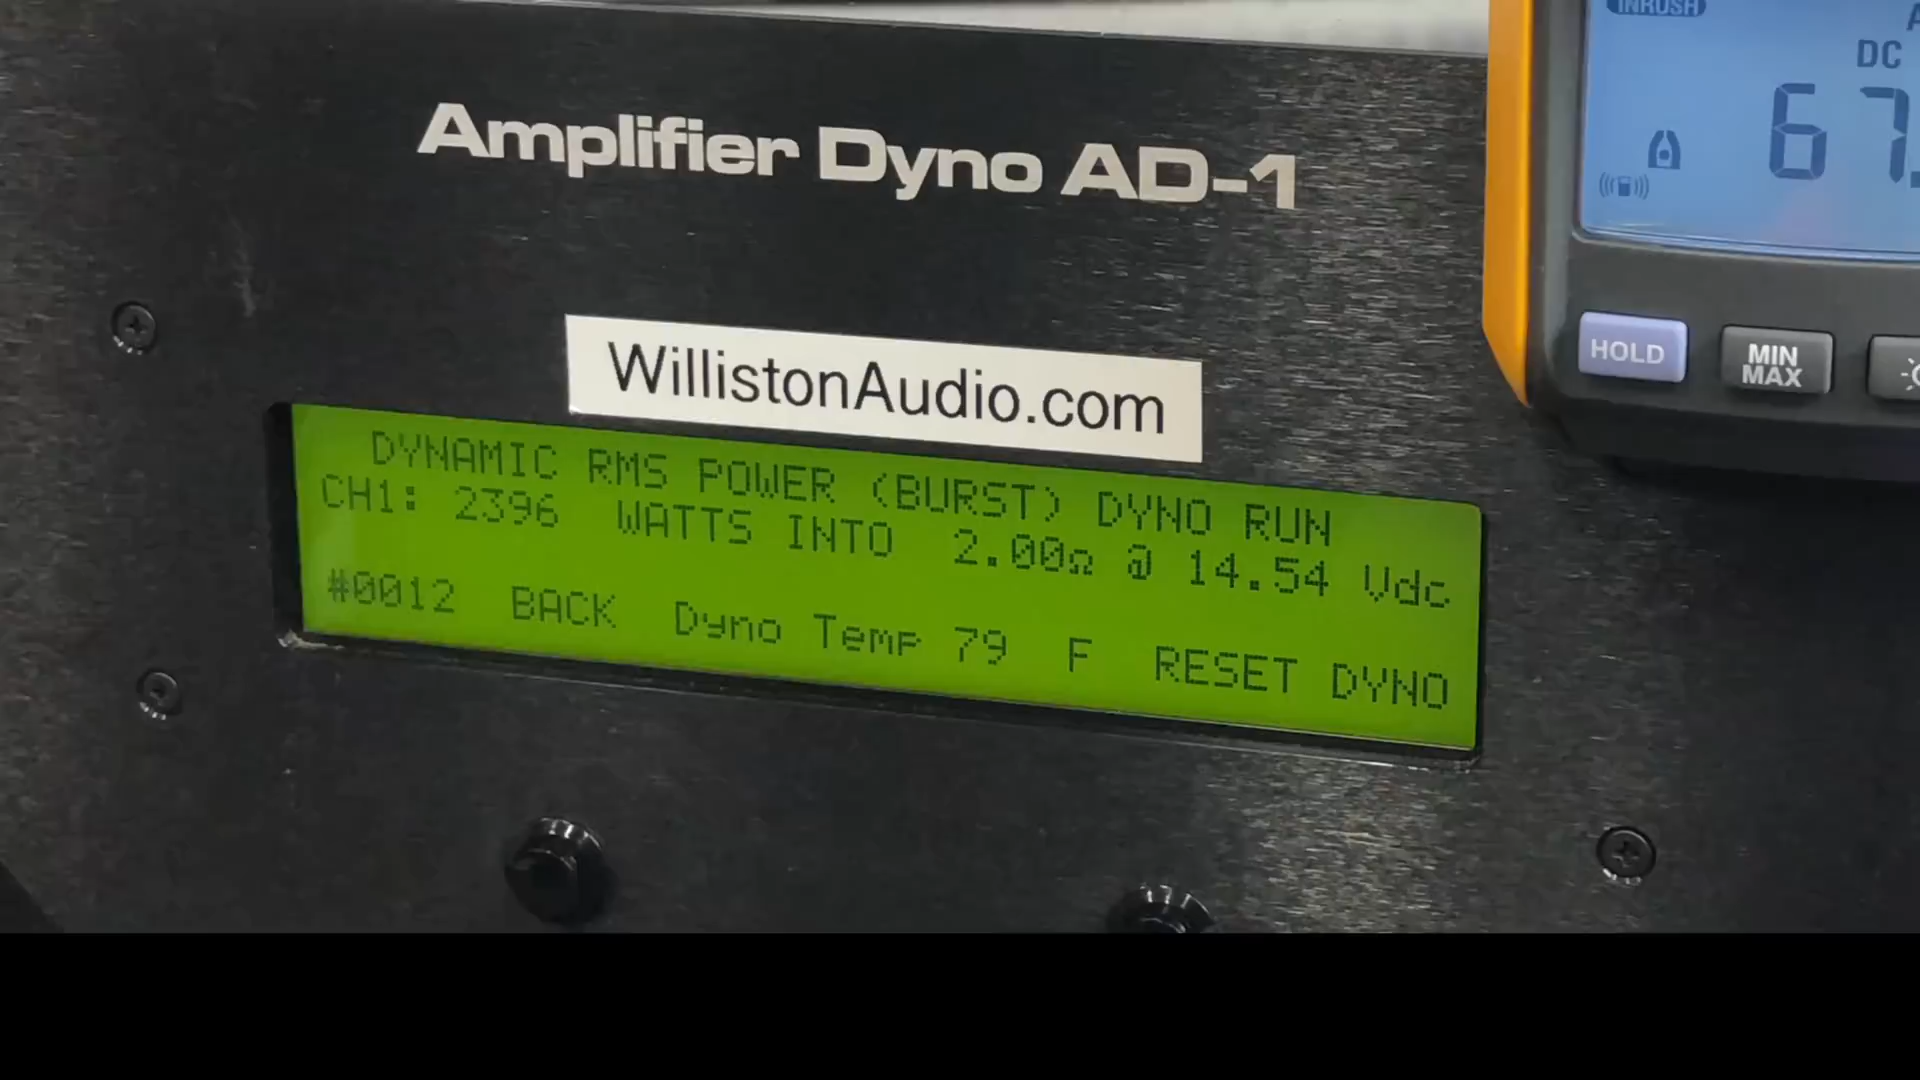 INRUSH
DC
67.
Amplifier Dyno AD-1
HOLD
MIN
MAX
WillistonAudio.com
DYNAMIC RMS POWER (BURST) DYNO RUN
CH1: 2396 WATTS INTO 2.00Ω @ 14.54 Vdc
#0012 BACK Dyno Temp 79 F RESET DYNO